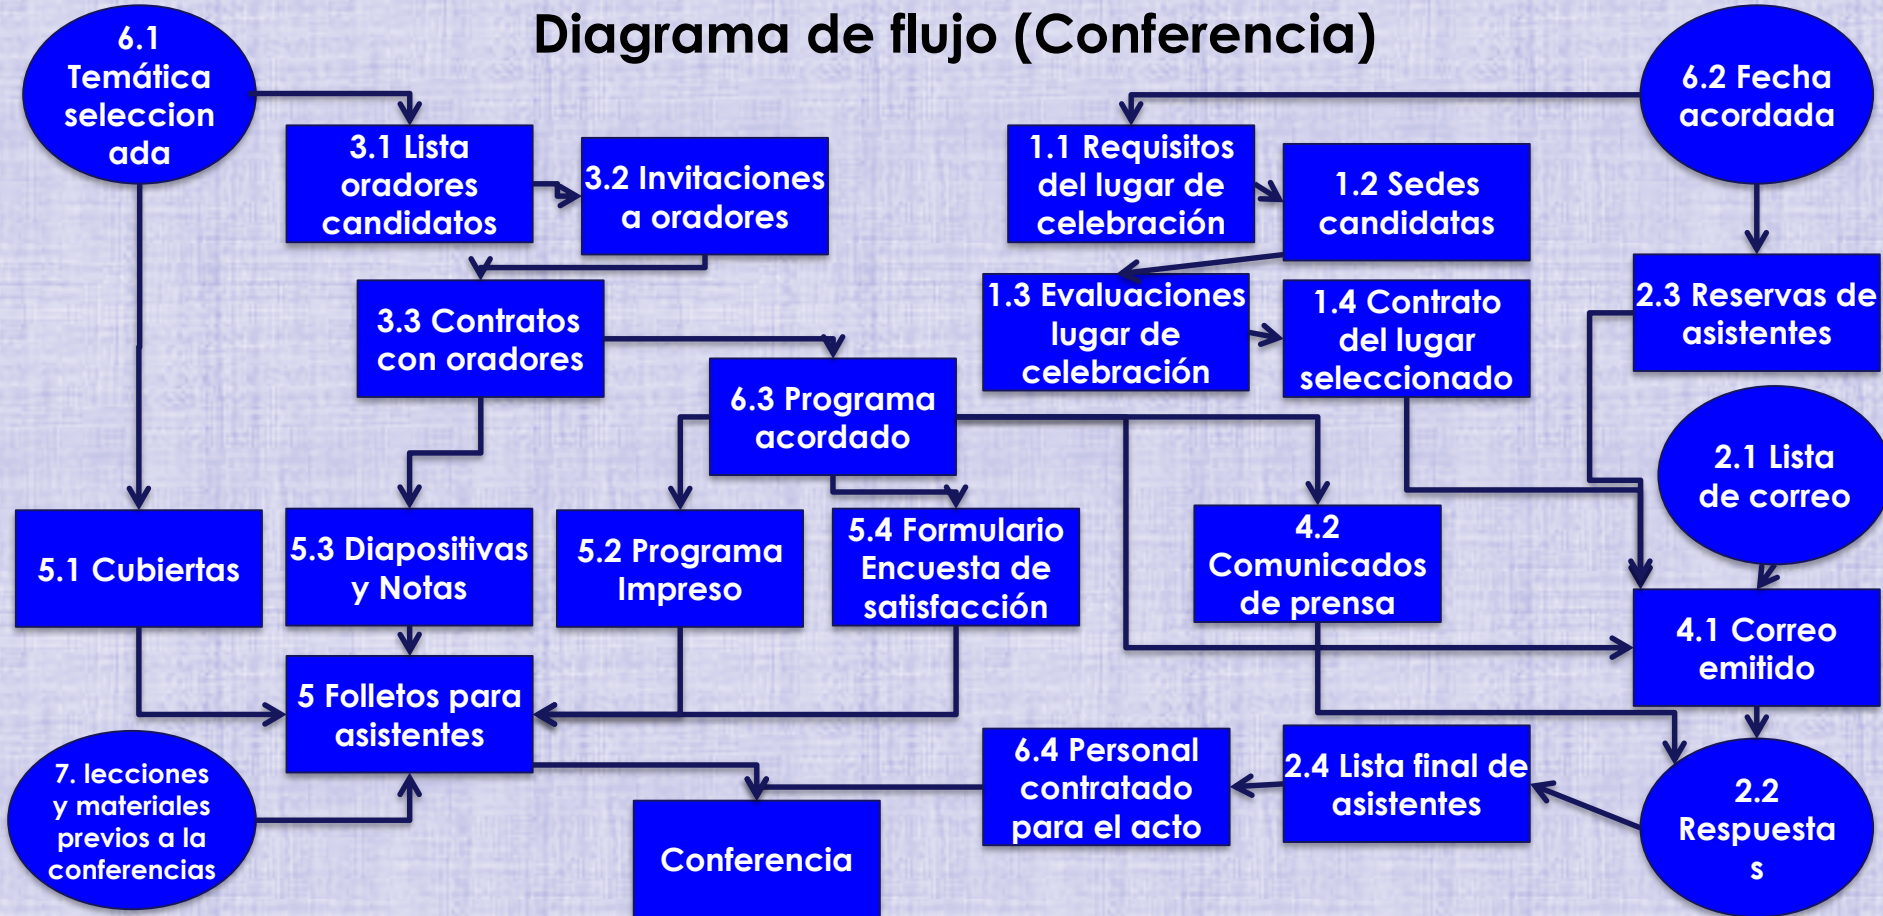 Diagrama de flujo (Conferencia)
6.1
Temática
seleccion
ada
6.2 Fecha
acordada
3.1 Lista
oradores
candidatos
3.2 Invitaciones
a oradores
1.1 Requisitos
del lugar de
celebración
1.2 Sedes
candidatas
3.3 Contratos
con oradores
1.3 Evaluaciones
lugar de
celebración
1.4 Contrato
del lugar
seleccionado
2.3 Reservas de
asistentes
6.3 Programa
acordado
2.1 Lista
de correo
5.1 Cubiertas
5.3 Diapositivas
y Notas
5.2 Programa
Impreso
5.4 Formulario
Encuesta de
satisfacción
4.2
Comunicados
de prensa
4.1 Correo
emitido
5 Folletos para
asistentes
7. lecciones
y materiales
previos a la
conferencias
Conferencia
6.4 Personal
contratado
para el acto
2.4 Lista final de
asistentes
2.2
Respuesta
s